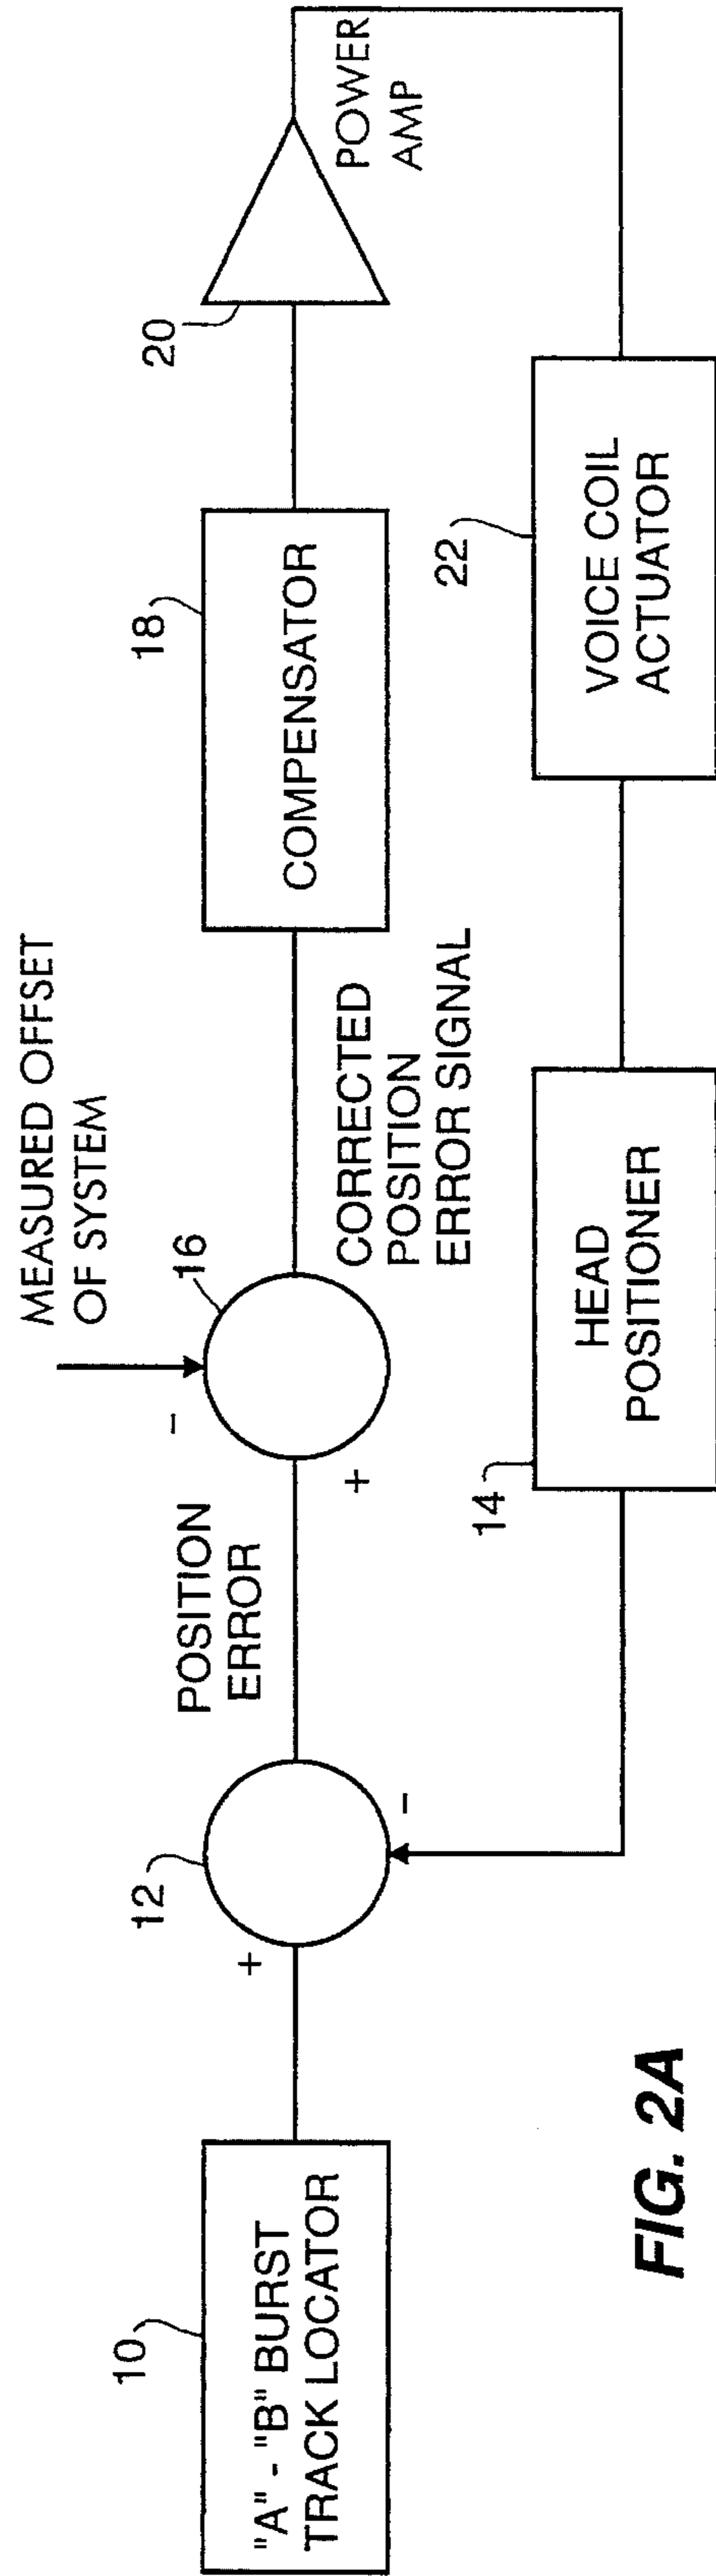 MEASURED OFFSET
OF SYSTEM
10
"A" - "B" BURST
TRACK LOCATOR
+
12
-
POSITION
ERROR
-
+
16
CORRECTED
POSITION
ERROR SIGNAL
18
COMPENSATOR
20
POWER
AMP
14
HEAD
POSITIONER
22
VOICE COIL
ACTUATOR
FIG. 2A